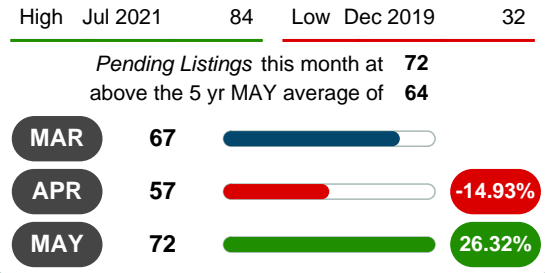 High Jul 2021 84 Low Dec 2019 32
Pending Listings this month at 72
above the 5 yr MAY average of 64
MAR 67
APR 57 -14.93%
MAY 72 26.32%